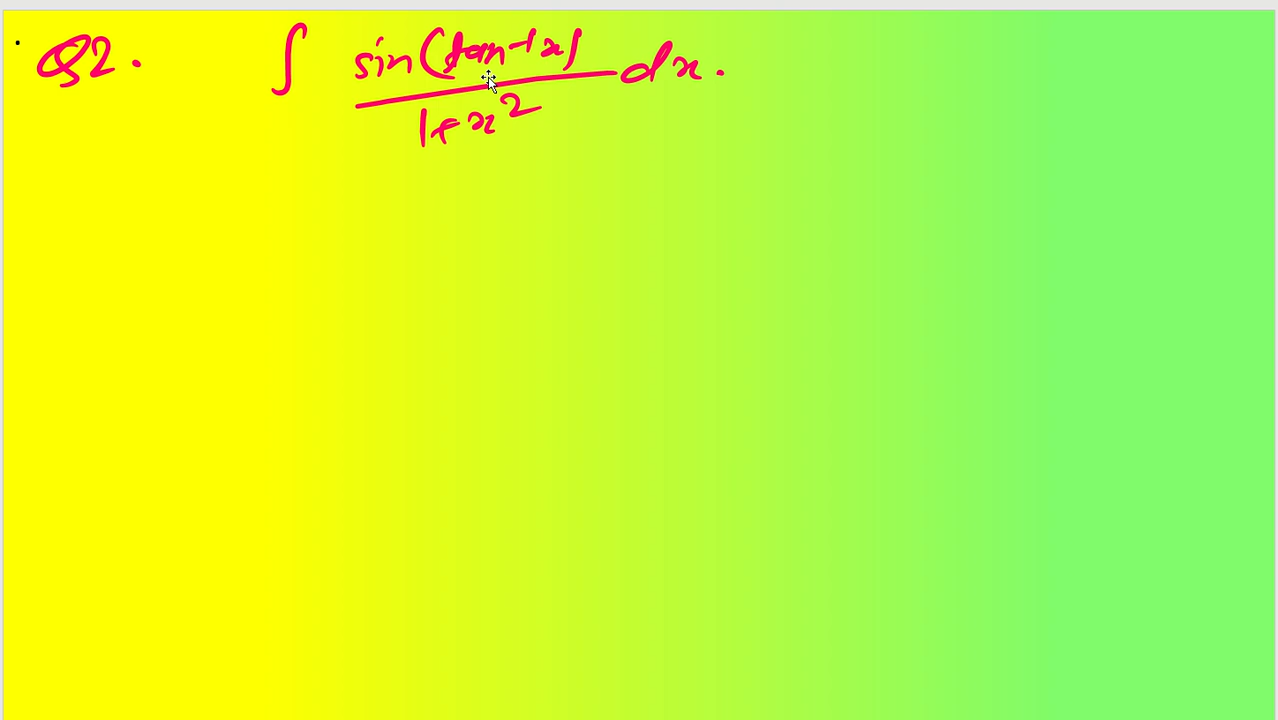 Q2. ∫ sin(tan⁻¹x) / 1+x² dx.